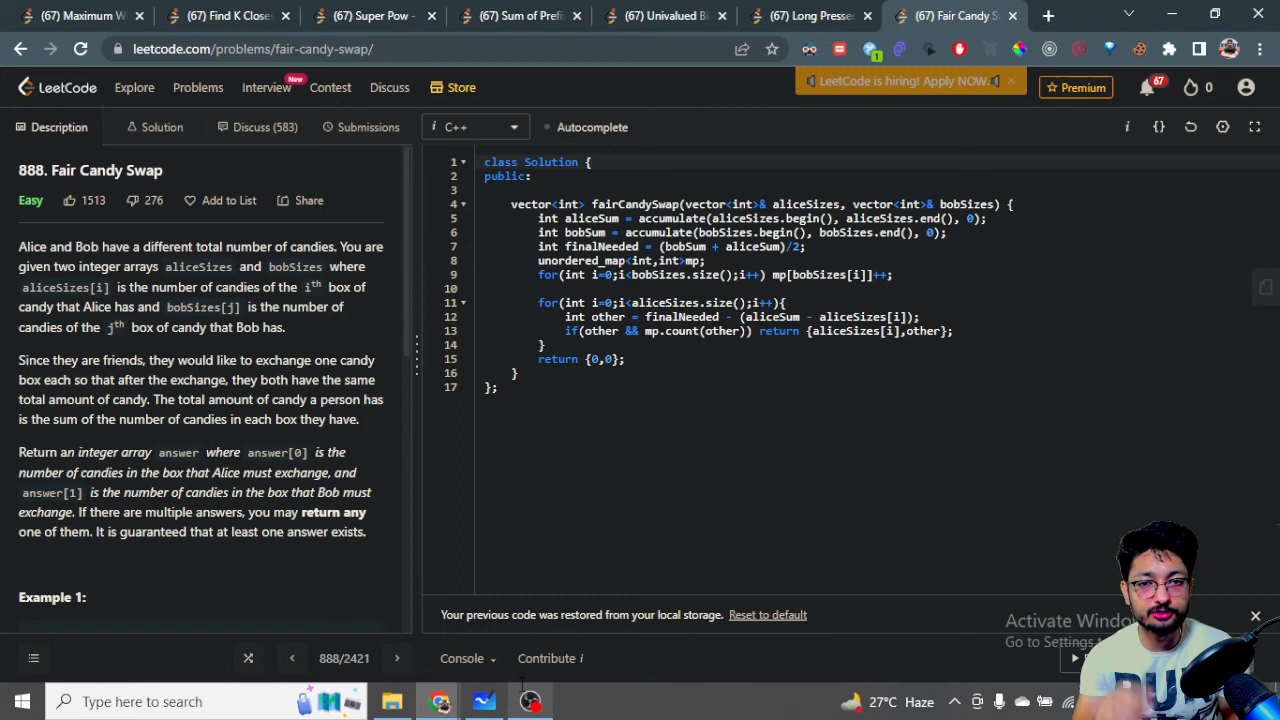 (67) Maximum W
(67) Find K Closes
(67) Super Pow -
(67) Sum of Prefi
(67) Univalued Bi
(67) Long Pressed
(67) Fair Candy S
leetcode.com/problems/fair-candy-swap/
1
LeetCode
Explore
Problems
Interview
New
Contest
Discuss
Store
LeetCode is hiring! Apply NOW.
Premium
67
0
Description
Solution
Discuss (583)
Submissions
i C++
Autocomplete
i {}
888. Fair Candy Swap
Easy 1513 276 Add to List Share
Alice and Bob have a different total number of candies. You are
given two integer arrays aliceSizes and bobSizes where
aliceSizes[i] is the number of candies of the ith box of
candy that Alice has and bobSizes[j] is the number of
candies of the jth box of candy that Bob has.
Since they are friends, they would like to exchange one candy
box each so that after the exchange, they both have the same
total amount of candy. The total amount of candy a person has
is the sum of the number of candies in each box they have.
Return an integer array answer where answer[0] is the
number of candies in the box that Alice must exchange, and
answer[1] is the number of candies in the box that Bob must
exchange. If there are multiple answers, you may return any
one of them. It is guaranteed that at least one answer exists.
Example 1:
1 class Solution {
2 public:
3
4 vector<int> fairCandySwap(vector<int>& aliceSizes, vector<int>& bobSizes) {
5 int aliceSum = accumulate(aliceSizes.begin(), aliceSizes.end(), 0);
6 int bobSum = accumulate(bobSizes.begin(), bobSizes.end(), 0);
7 int finalNeeded = (bobSum + aliceSum)/2;
8 unordered_map<int,int>mp;
9 for(int i=0;i<bobSizes.size();i++) mp[bobSizes[i]]++;
10
11 for(int i=0;i<aliceSizes.size();i++){
12 int other = finalNeeded - (aliceSum - aliceSizes[i]);
13 if(other && mp.count(other)) return {aliceSizes[i],other};
14 }
15 return {0,0};
16 }
17 };
Your previous code was restored from your local storage. Reset to default
Activate Window
Go to Settings
888/2421
Console
Contribute i
Type here to search
27°C Haze